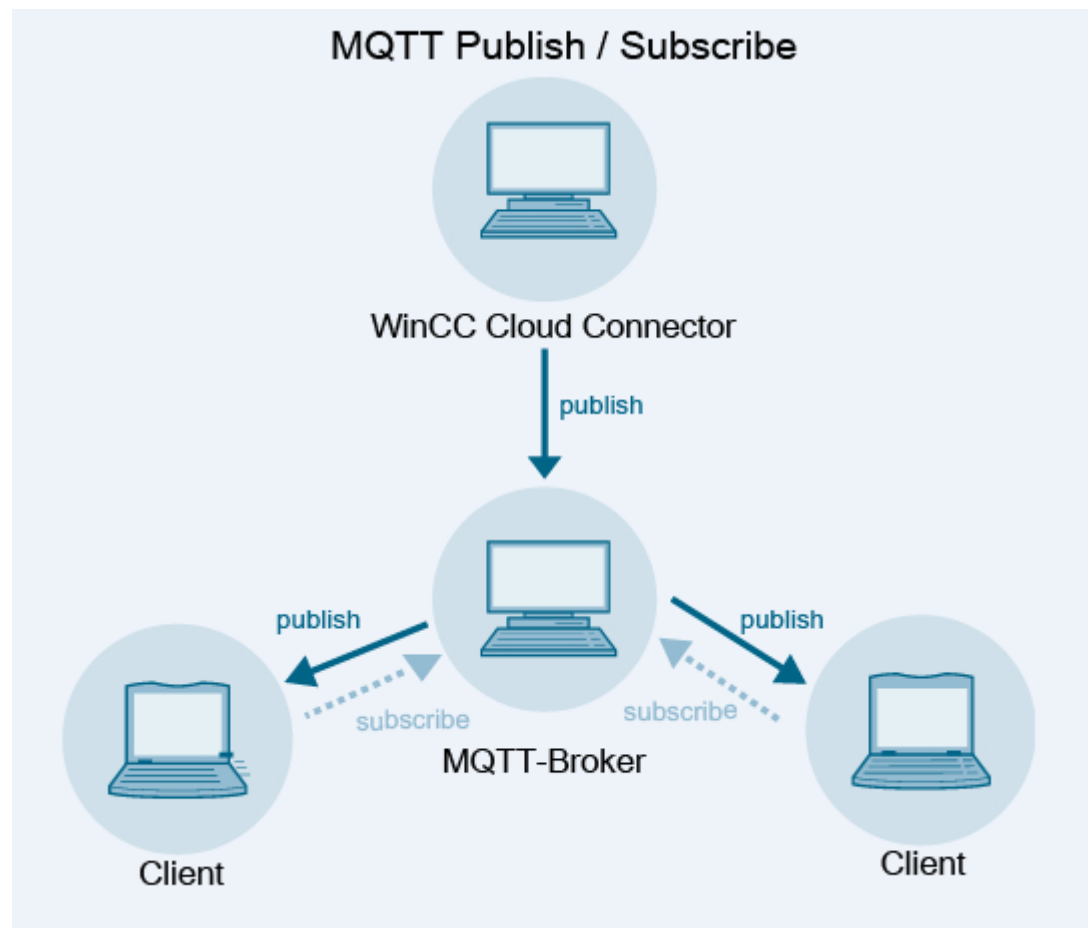 MQTT Publish / Subscribe
WinCC Cloud Connector
publish
publish
publish
subscribe
subscribe
MQTT-Broker
Client
Client